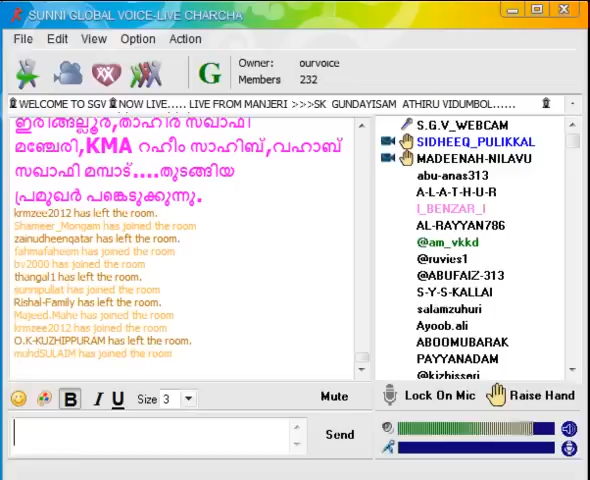 SUNNI GLOBAL VOICE-LIVE CHARCHA
File Edit View Option Action
G
Owner: ourvoice
Members 232
WELCOME TO SGV NOW LIVE..... LIVE FROM MANJERI >>>SK GUNDAYISAM ATHIRU VIDUMBOL......
ഇരിങ്ങല്ലൂർ,താഹിർ സഖാഫി
മഞ്ചേരി,KMA റഹീം സാഹിബ്,വഹാബ്
സഖാഫി മമ്പാട്....തുടങ്ങിയ
പ്രമുഖർ പങ്കെടുക്കുന്നു.
krmzee2012 has left the room.
Shameer_Mongam has joined the room
zainudheenqatar has left the room.
fahmafaheem has joined the room
bv2000 has joined the room
thangal1 has left the room.
sunnipullat has joined the room
Rishal-Family has left the room.
Majeed.Mahe has joined the room
krmzee2012 has joined the room
O.K-KUZHIPPURAM has left the room.
muhdSULAIM has joined the room
S.G.V_WEBCAM
SIDHEEQ_PULIKKAL
MADEENAH-NILAVU
abu-anas313
A-L-A-T-H-U-R
I_BENZAR_I
AL-RAYYAN786
@am_vkkd
@ruvies1
@ABUFAIZ-313
S-Y-S-KALLAI
salamzuhuri
Ayoob.ali
ABOOMUBARAK
PAYYANADAM
@kizhisseri
B I U Size 3 Mute
Lock On Mic Raise Hand
Send